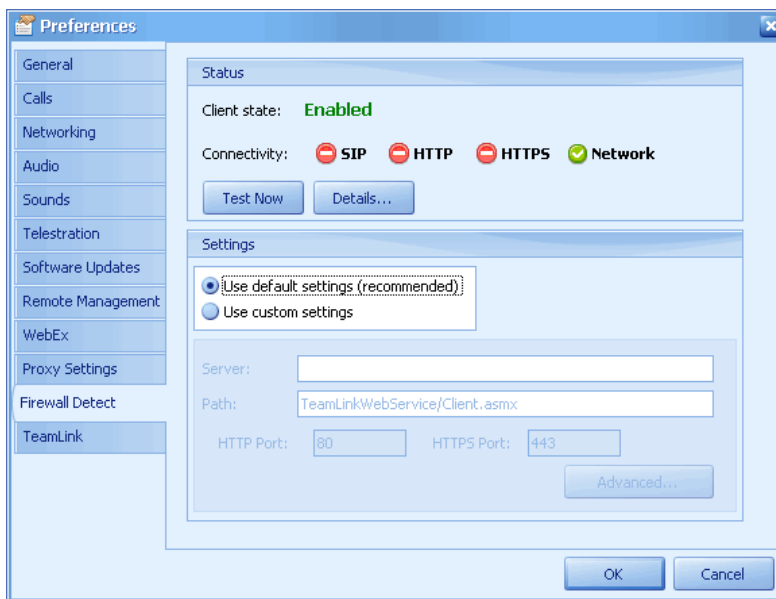 Preferences
General
Calls
Networking
Audio
Sounds
Telestration
Software Updates
Remote Management
WebEx
Proxy Settings
Firewall Detect
TeamLink
Status
Client state: Enabled
Connectivity: SIP HTTP HTTPS Network
Test Now Details...
Settings
Use default settings (recommended)
Use custom settings
Server:
Path: TeamLinkWebService/Client.asmx
HTTP Port: 80 HTTPS Port: 443
Advanced...
OK Cancel